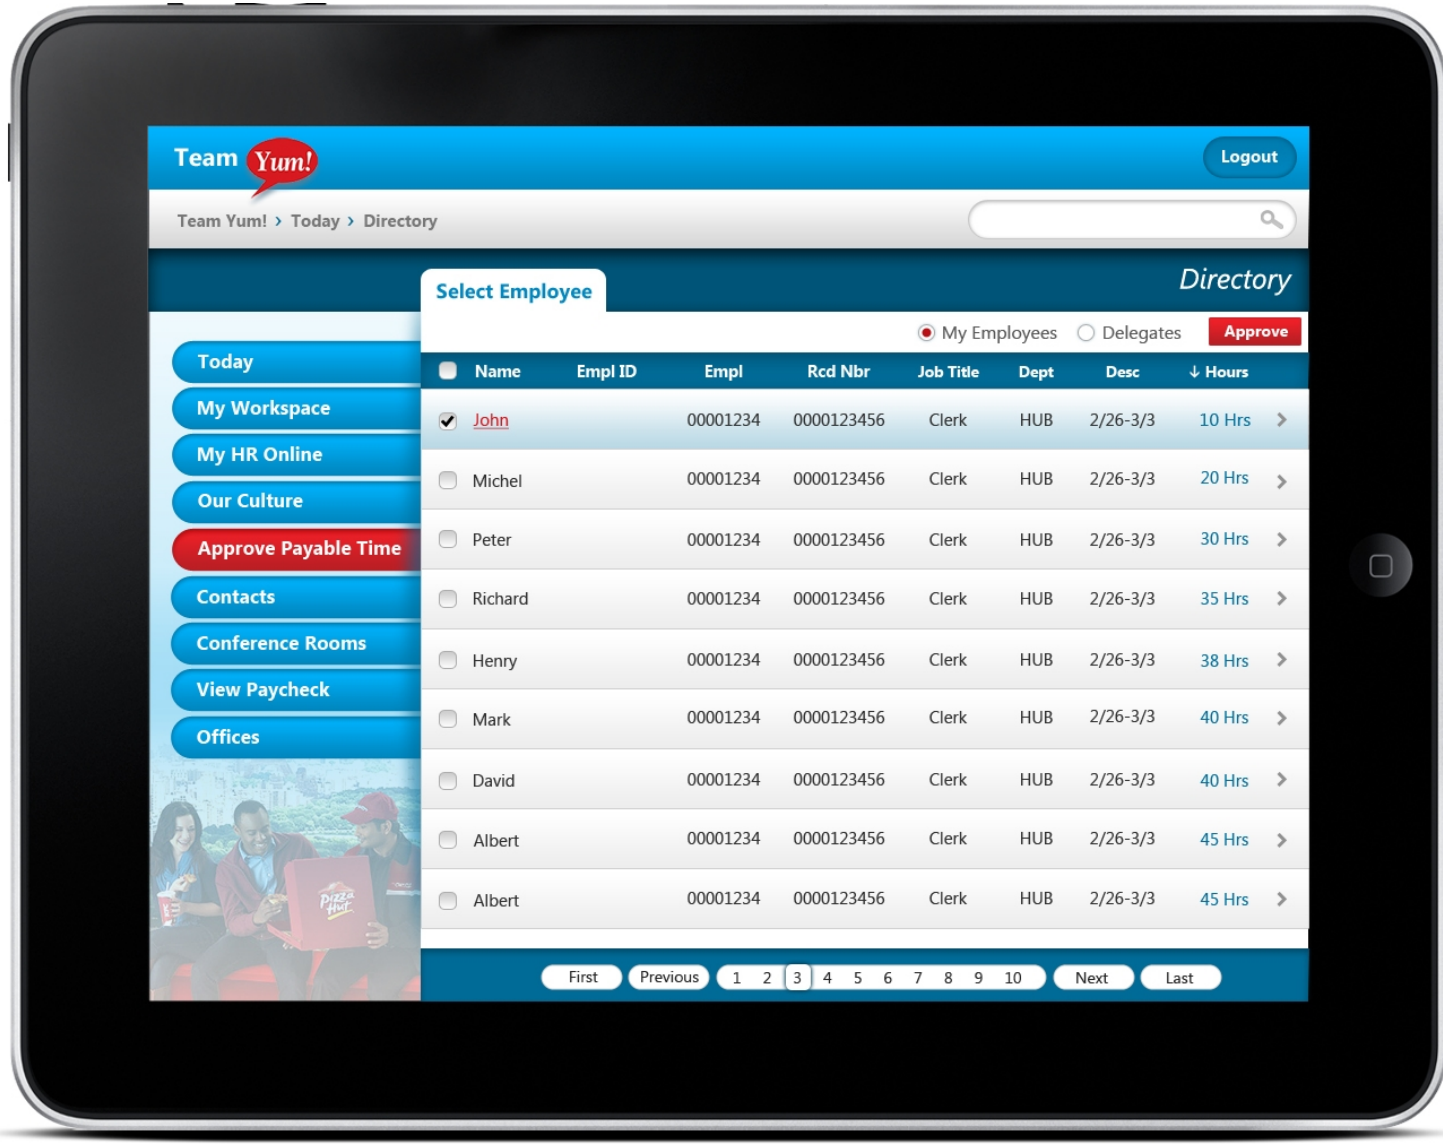 Team Yum!
Logout
Team Yum! › Today › Directory
Directory
Select Employee
My Employees Delegates Approve
Today
My Workspace
My HR Online
Our Culture
Approve Payable Time
Contacts
Conference Rooms
View Paycheck
Offices
Pizza
Hut
Name Empl ID Empl Rcd Nbr Job Title Dept Desc ↓ Hours
John 00001234 0000123456 Clerk HUB 2/26-3/3 10 Hrs
Michel 00001234 0000123456 Clerk HUB 2/26-3/3 20 Hrs
Peter 00001234 0000123456 Clerk HUB 2/26-3/3 30 Hrs
Richard 00001234 0000123456 Clerk HUB 2/26-3/3 35 Hrs
Henry 00001234 0000123456 Clerk HUB 2/26-3/3 38 Hrs
Mark 00001234 0000123456 Clerk HUB 2/26-3/3 40 Hrs
David 00001234 0000123456 Clerk HUB 2/26-3/3 40 Hrs
Albert 00001234 0000123456 Clerk HUB 2/26-3/3 45 Hrs
Albert 00001234 0000123456 Clerk HUB 2/26-3/3 45 Hrs
First Previous 1 2 3 4 5 6 7 8 9 10 Next Last